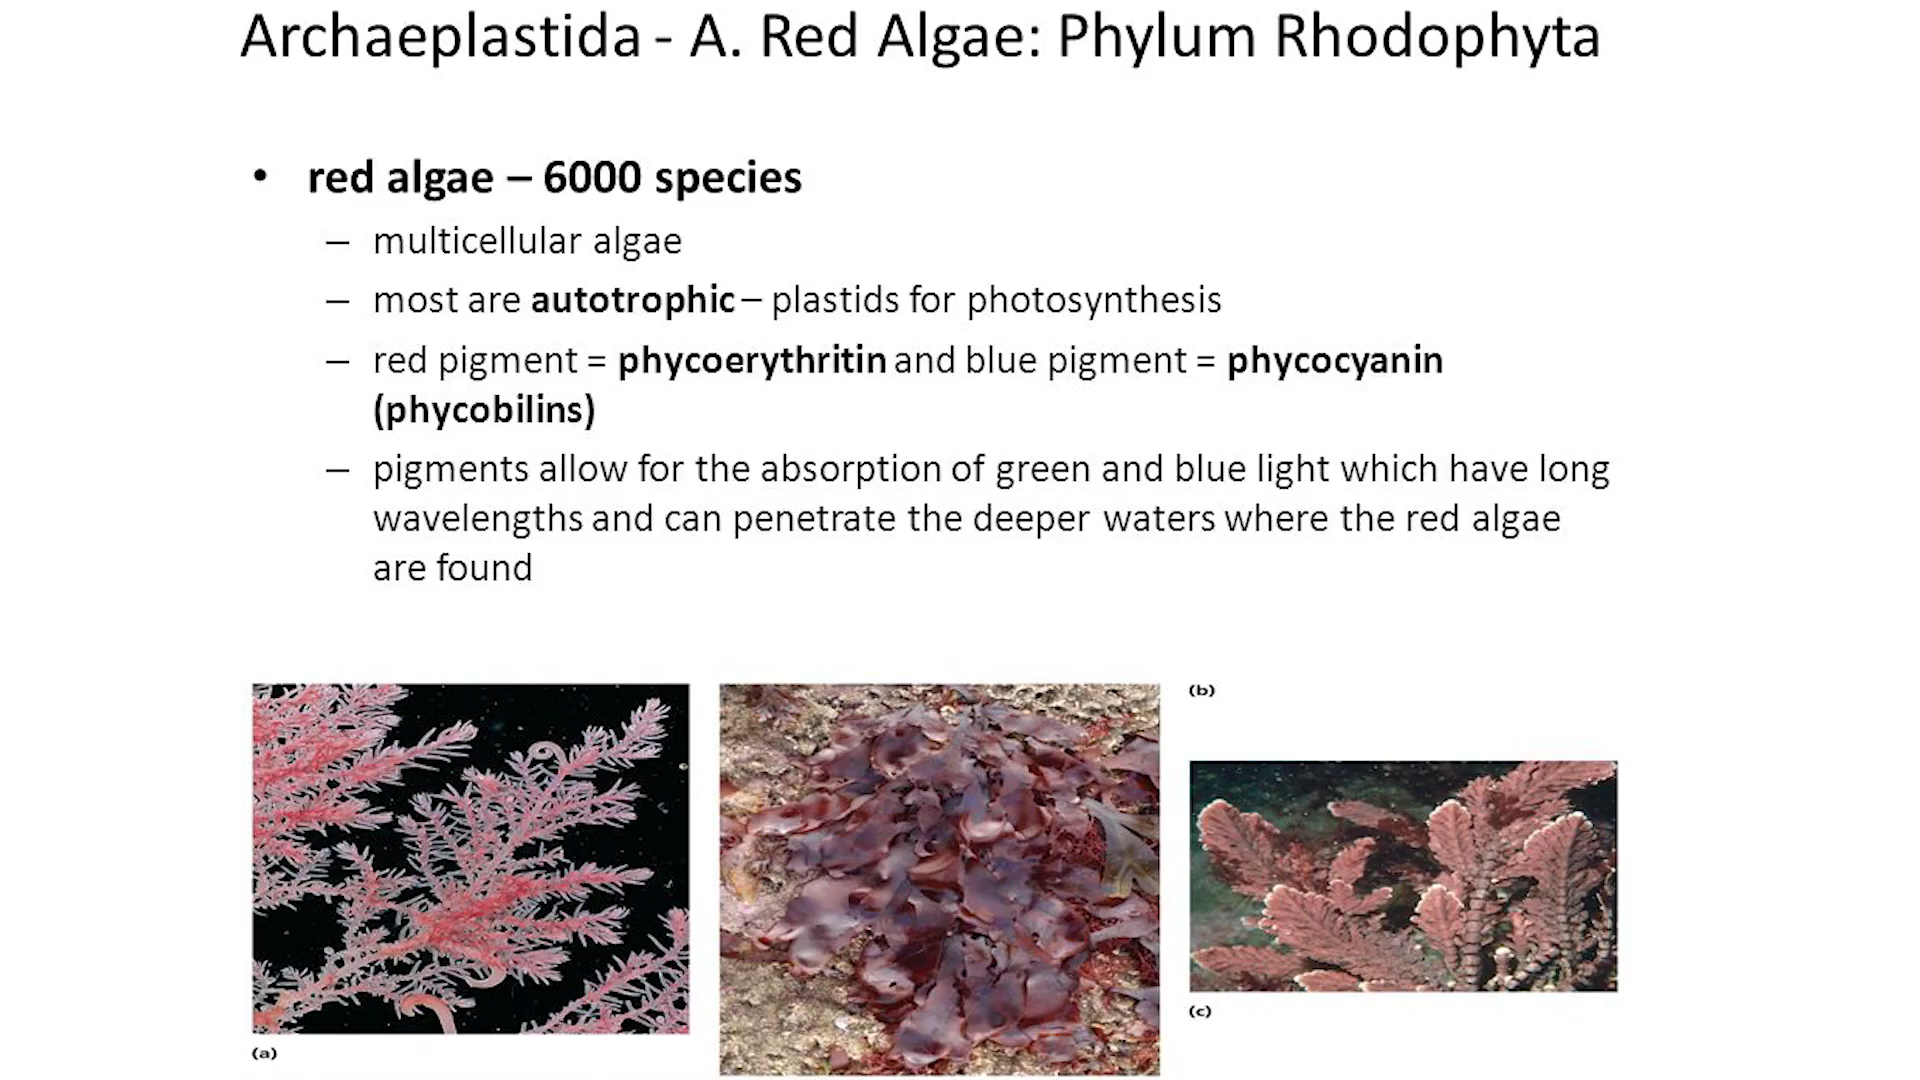 Archaeplastida - A. Red Algae: Phylum Rhodophyta
• red algae – 6000 species
– multicellular algae
– most are autotrophic – plastids for photosynthesis
– red pigment = phycoerythritin and blue pigment = phycocyanin
(phycobilins)
– pigments allow for the absorption of green and blue light which have long
wavelengths and can penetrate the deeper waters where the red algae
are found
(b)
(c)
(a)